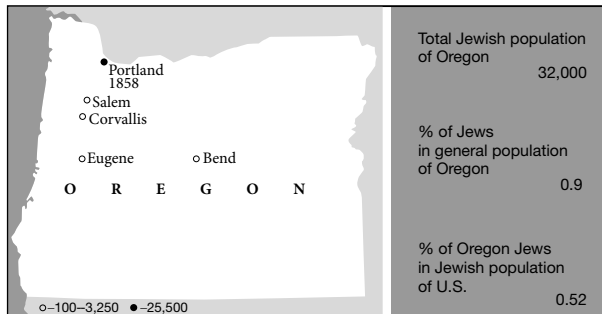 Portland
1858
Salem
Corvallis
Eugene
Bend
O R E G O N
–100–3,250 –25,500
Total Jewish population
of Oregon
32,000
% of Jews
in general population
of Oregon
0.9
% of Oregon Jews
in Jewish population
of U.S.
0.52